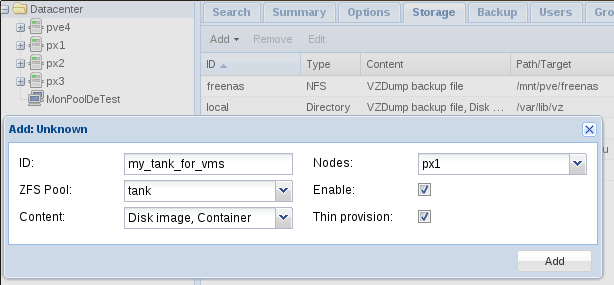 Datacenter
pve4
px1
px2
px3
MonPoolDeTest
Search Summary Options Storage Backup Users Gro
Add Remove Edit
ID Type Content Path/Target
freenas NFS VZDump backup file /mnt/pve/freenas
local Directory VZDump backup file, Disk ... /var/lib/vz
u
Add: Unknown
ID: my_tank_for_vms Nodes: px1
ZFS Pool: tank Enable:
Content: Disk image, Container Thin provision:
Add